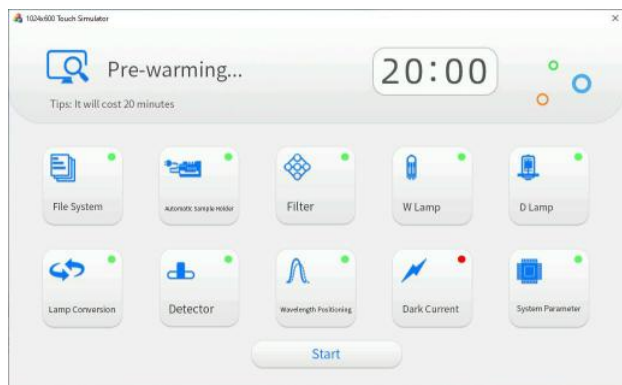 1024x600 Touch Simulator
Pre-warming...
20:00
Tips: It will cost 20 minutes
File System
Automatic Sample Holder
Filter
W Lamp
D Lamp
Lamp Conversion
Detector
Wavelength Positioning
Dark Current
System Parameter
Start